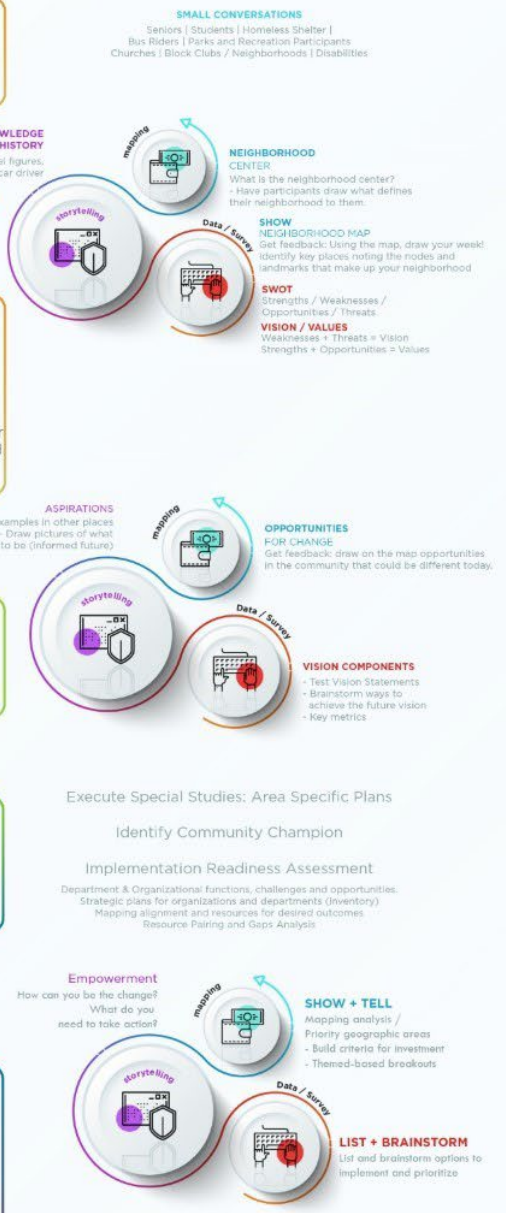 SMALL CONVERSATIONS
Seniors | Students | Homeless Shelter |
Bus Riders | Parks and Recreation Participants
Churches | Block Clubs / Neighborhoods | Disabilities
WLEDGE
HISTORY
al figures,
car driver
mapping
storytelling
Data / Survey
NEIGHBORHOOD
CENTER
What is the neighborhood center?
- Have participants draw what defines
their neighborhood to them.
SHOW
NEIGHBORHOOD MAP
Get feedback: Using the map, draw your week!
Identify key places noting the nodes and
landmarks that make up your neighborhood
SWOT
Strengths / Weaknesses /
Opportunities / Threats
VISION / VALUES
Weaknesses + Threats = Vision
Strengths + Opportunities = Values
ASPIRATIONS
xamples in other places
- Draw pictures of what
to be (informed future)
mapping
storytelling
Data / Survey
OPPORTUNITIES
FOR CHANGE
Get feedback: draw on the map opportunities
in the community that could be different today.
VISION COMPONENTS
- Test Vision Statements
- Brainstorm ways to
achieve the future vision
- Key metrics
Execute Special Studies: Area Specific Plans
Identify Community Champion
Implementation Readiness Assessment
Department & Organizational functions, challenges and opportunities.
Strategic plans for organizations and departments (Inventory)
Mapping alignment and resources for desired outcomes
Resource Pairing and Gaps Analysis
Empowerment
How can you be the change?
What do you
need to take action?
mapping
storytelling
Data / Survey
SHOW + TELL
Mapping analysis /
Priority geographic areas
- Build criteria for investment
- Themed-based breakouts
LIST + BRAINSTORM
List and brainstorm options to
implement and prioritize